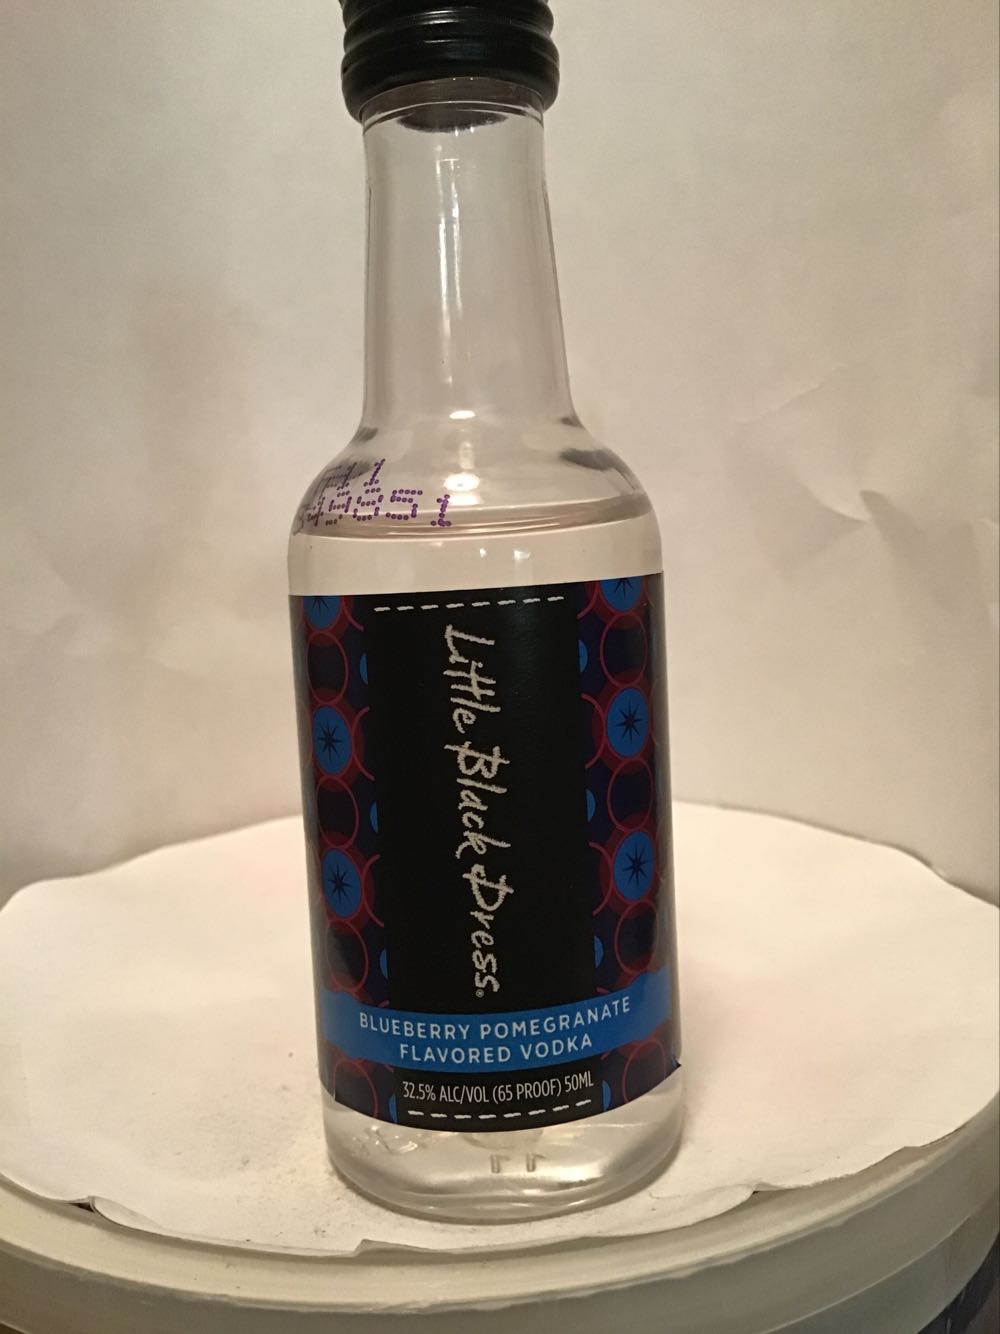 Little Black Dress®
BLUEBERRY POMEGRANATE
FLAVORED VODKA
32.5% ALC/VOL (65 PROOF) 50ML